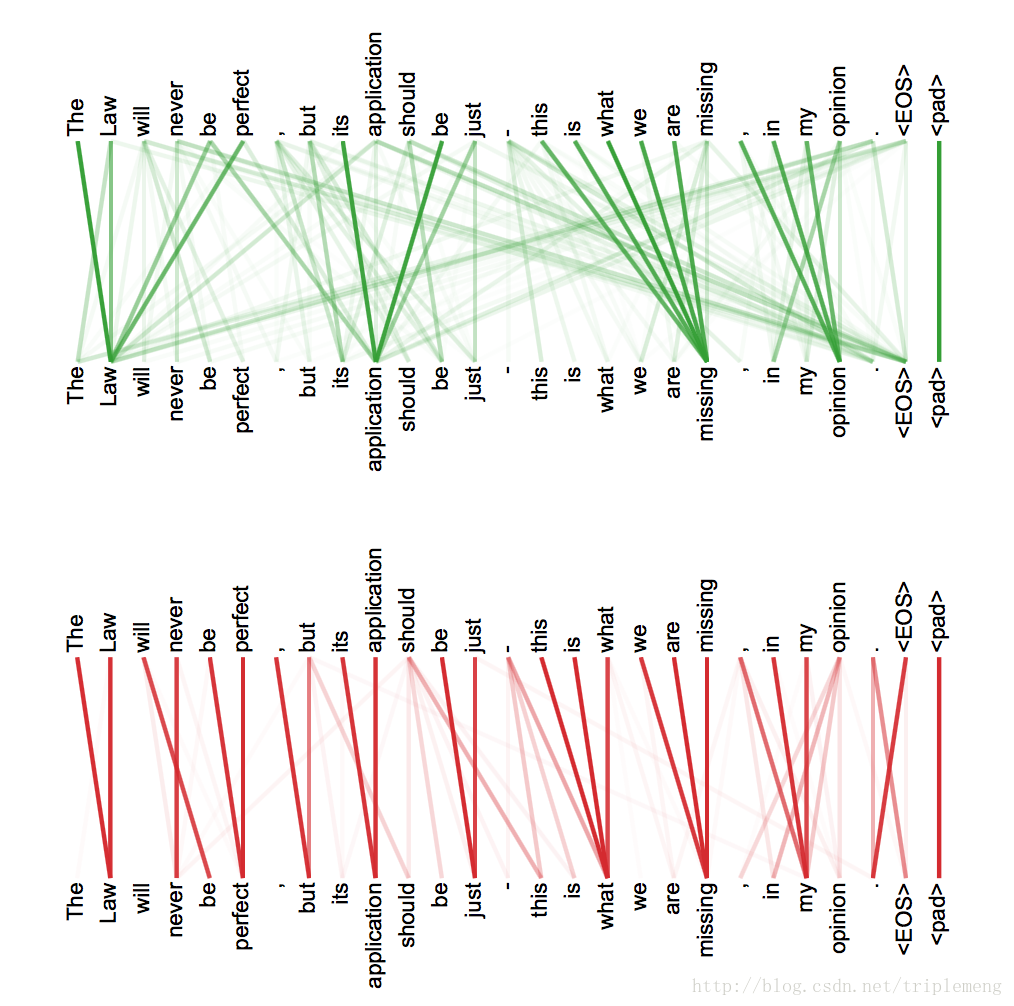 The Law will never be perfect , but its application should be just - this is what we are missing , in my opinion . <EOS> <pad>
The Law will never be perfect , but its application should be just - this is what we are missing , in my opinion . <EOS> <pad>
The Law will never be perfect , but its application should be just - this is what we are missing , in my opinion . <EOS> <pad>
The Law will never be perfect , but its application should be just - this is what we are missing , in my opinion . <EOS> <pad>
http://blog.csdn.net/triplemeng